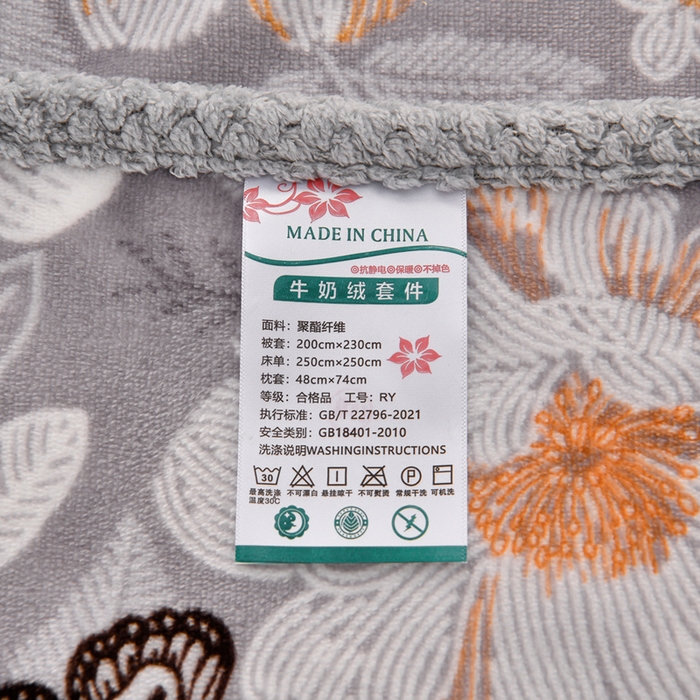 MADE IN CHINA
◎抗静电◎保暖◎不掉色
牛奶绒套件
面料：聚酯纤维
被套：200cm×230cm
床单：250cm×250cm
枕套：48cm×74cm
等级：合格品 工号：RY
执行标准：GB/T 22796-2021
安全类别：GB18401-2010
洗涤说明WASHINGINSTRUCTIONS
30 P
最高洗涤温度30C 不可漂白 悬挂晾干 不可熨烫 常规干洗 可机洗